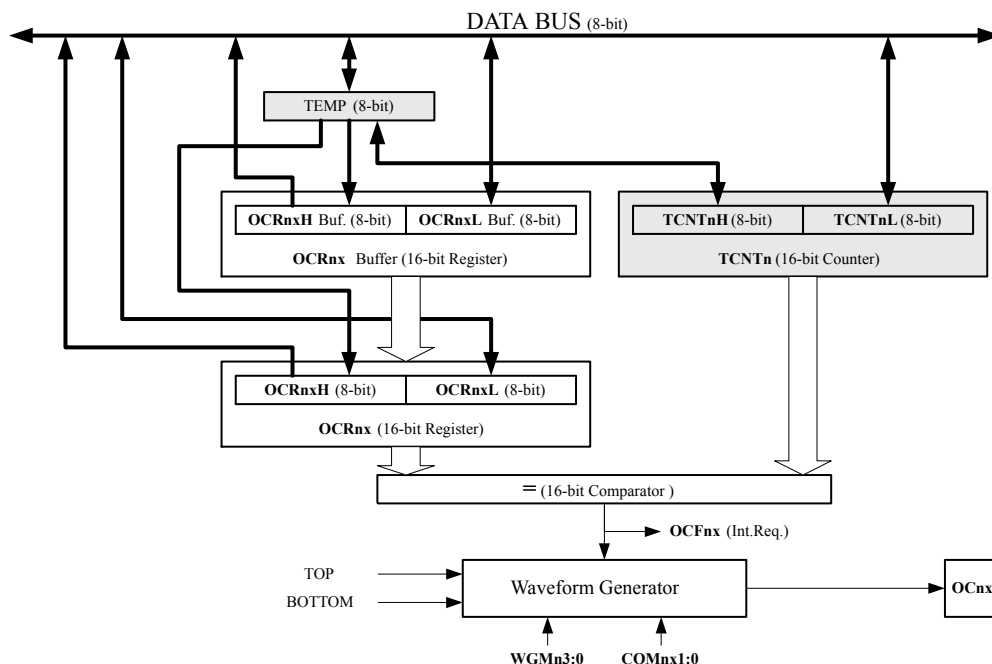 DATA BUS (8-bit)
TEMP (8-bit)
OCRnxH Buf. (8-bit) OCRnxL Buf. (8-bit)
OCRnx Buffer (16-bit Register)
TCNTnH (8-bit) TCNTnL (8-bit)
TCNTn (16-bit Counter)
OCRnxH (8-bit) OCRnxL (8-bit)
OCRnx (16-bit Register)
= (16-bit Comparator )
OCFnx (Int.Req.)
TOP
BOTTOM
Waveform Generator
OCnx
WGMn3:0 COMnx1:0